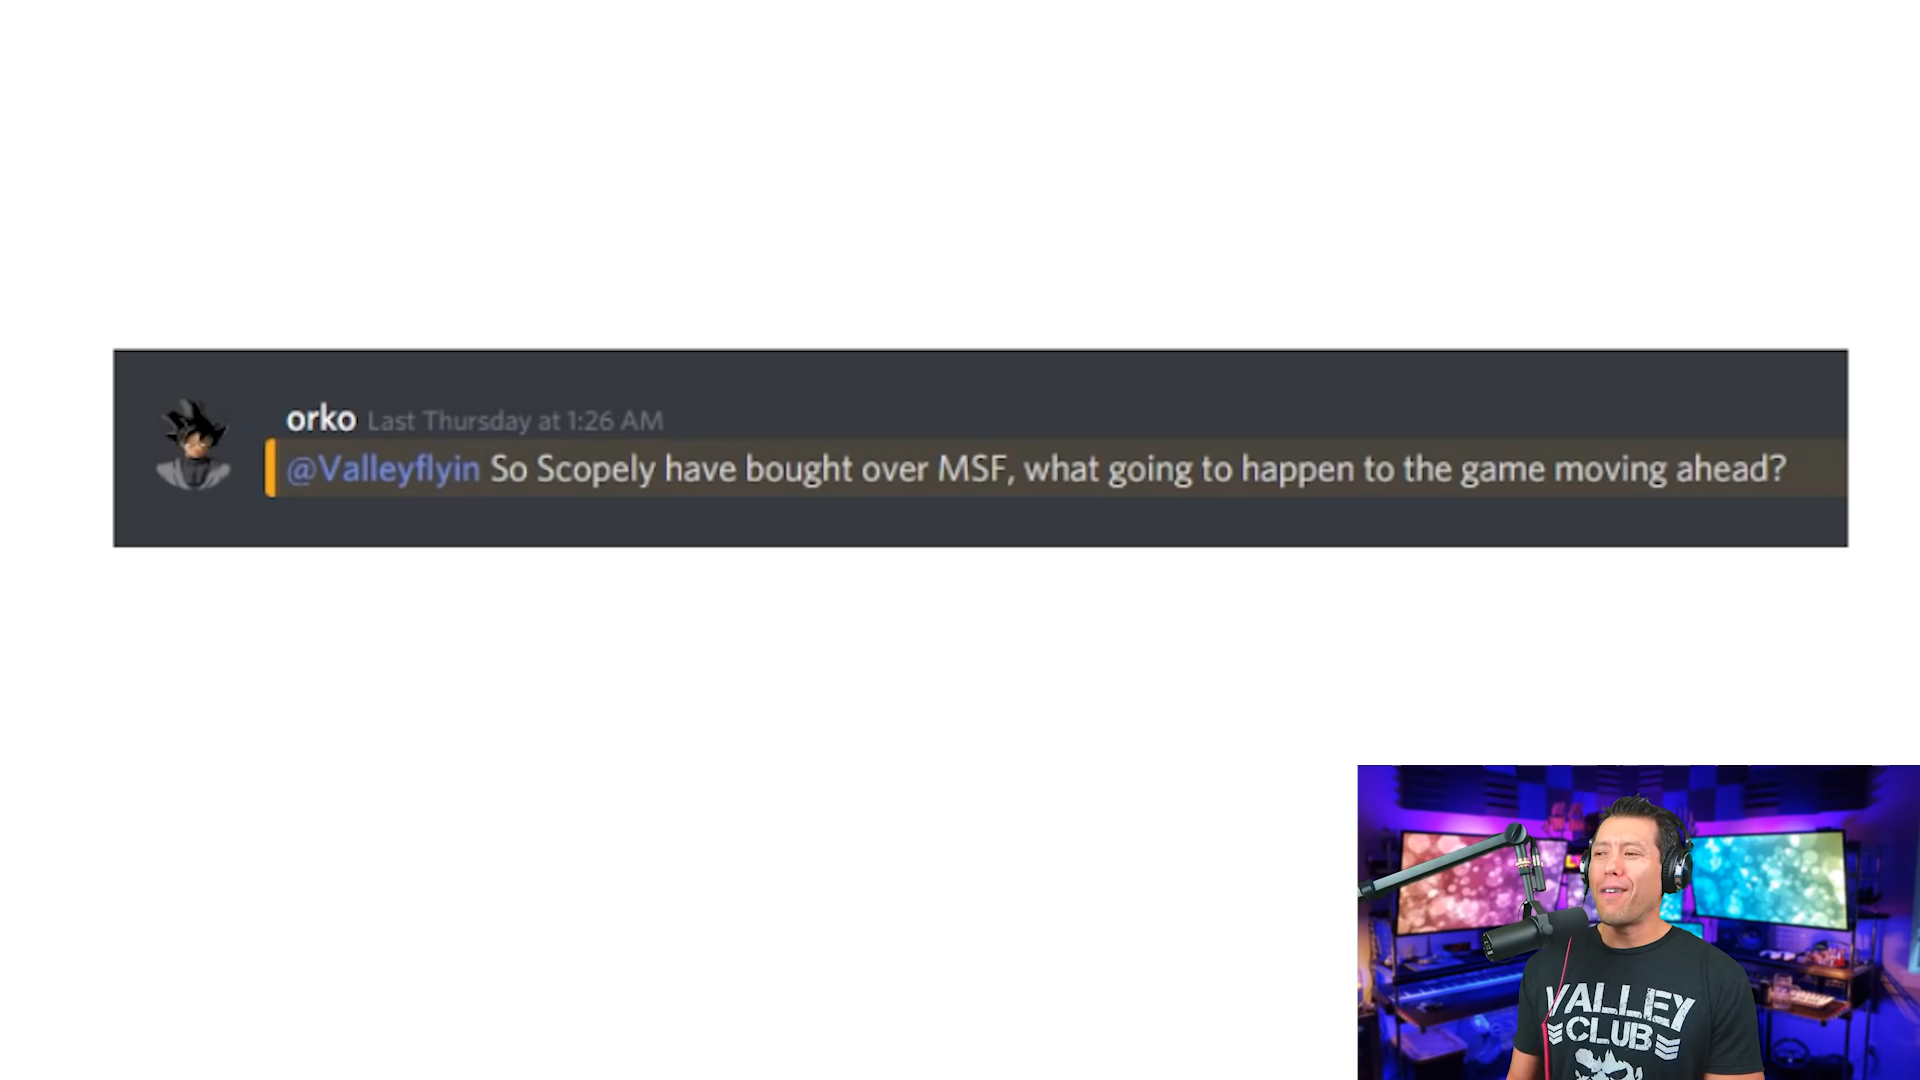 orko Last Thursday at 1:26 AM
@Valleyflyin So Scopely have bought over MSF, what going to happen to the game moving ahead?
VALLEY
CLUB